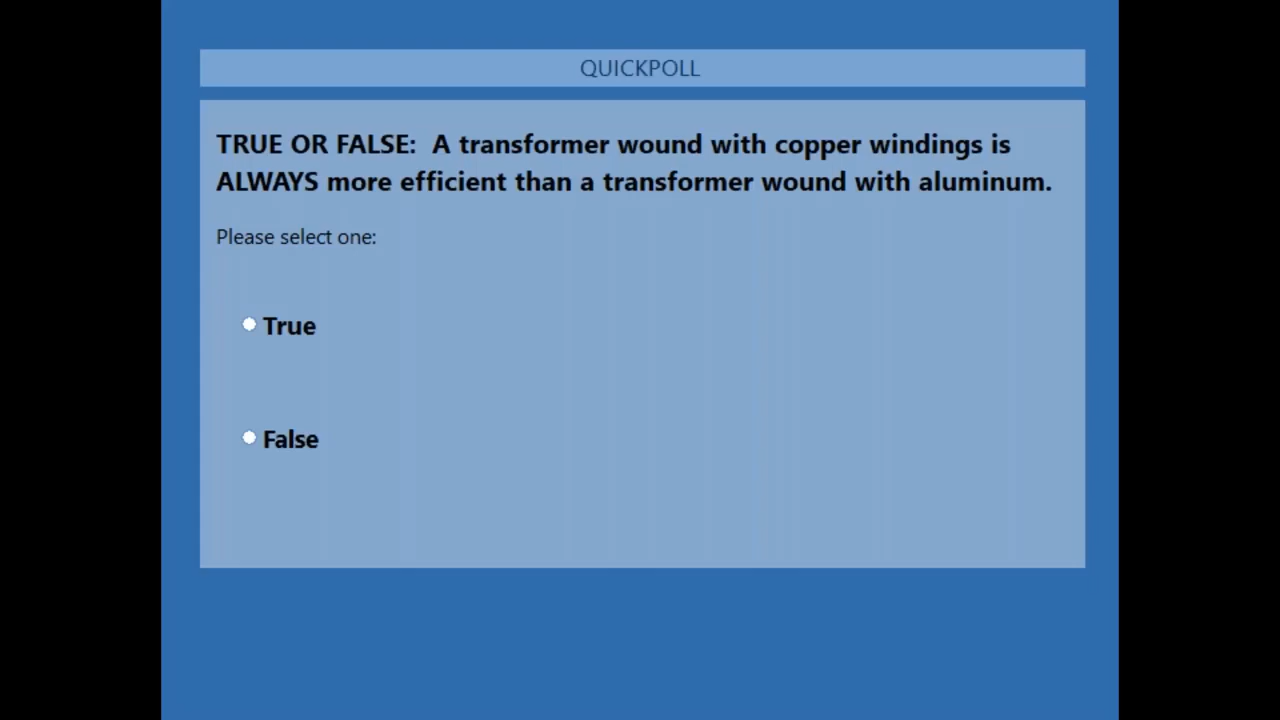 QUICKPOLL
TRUE OR FALSE:  A transformer wound with copper windings is
ALWAYS more efficient than a transformer wound with aluminum.
Please select one:
True
False